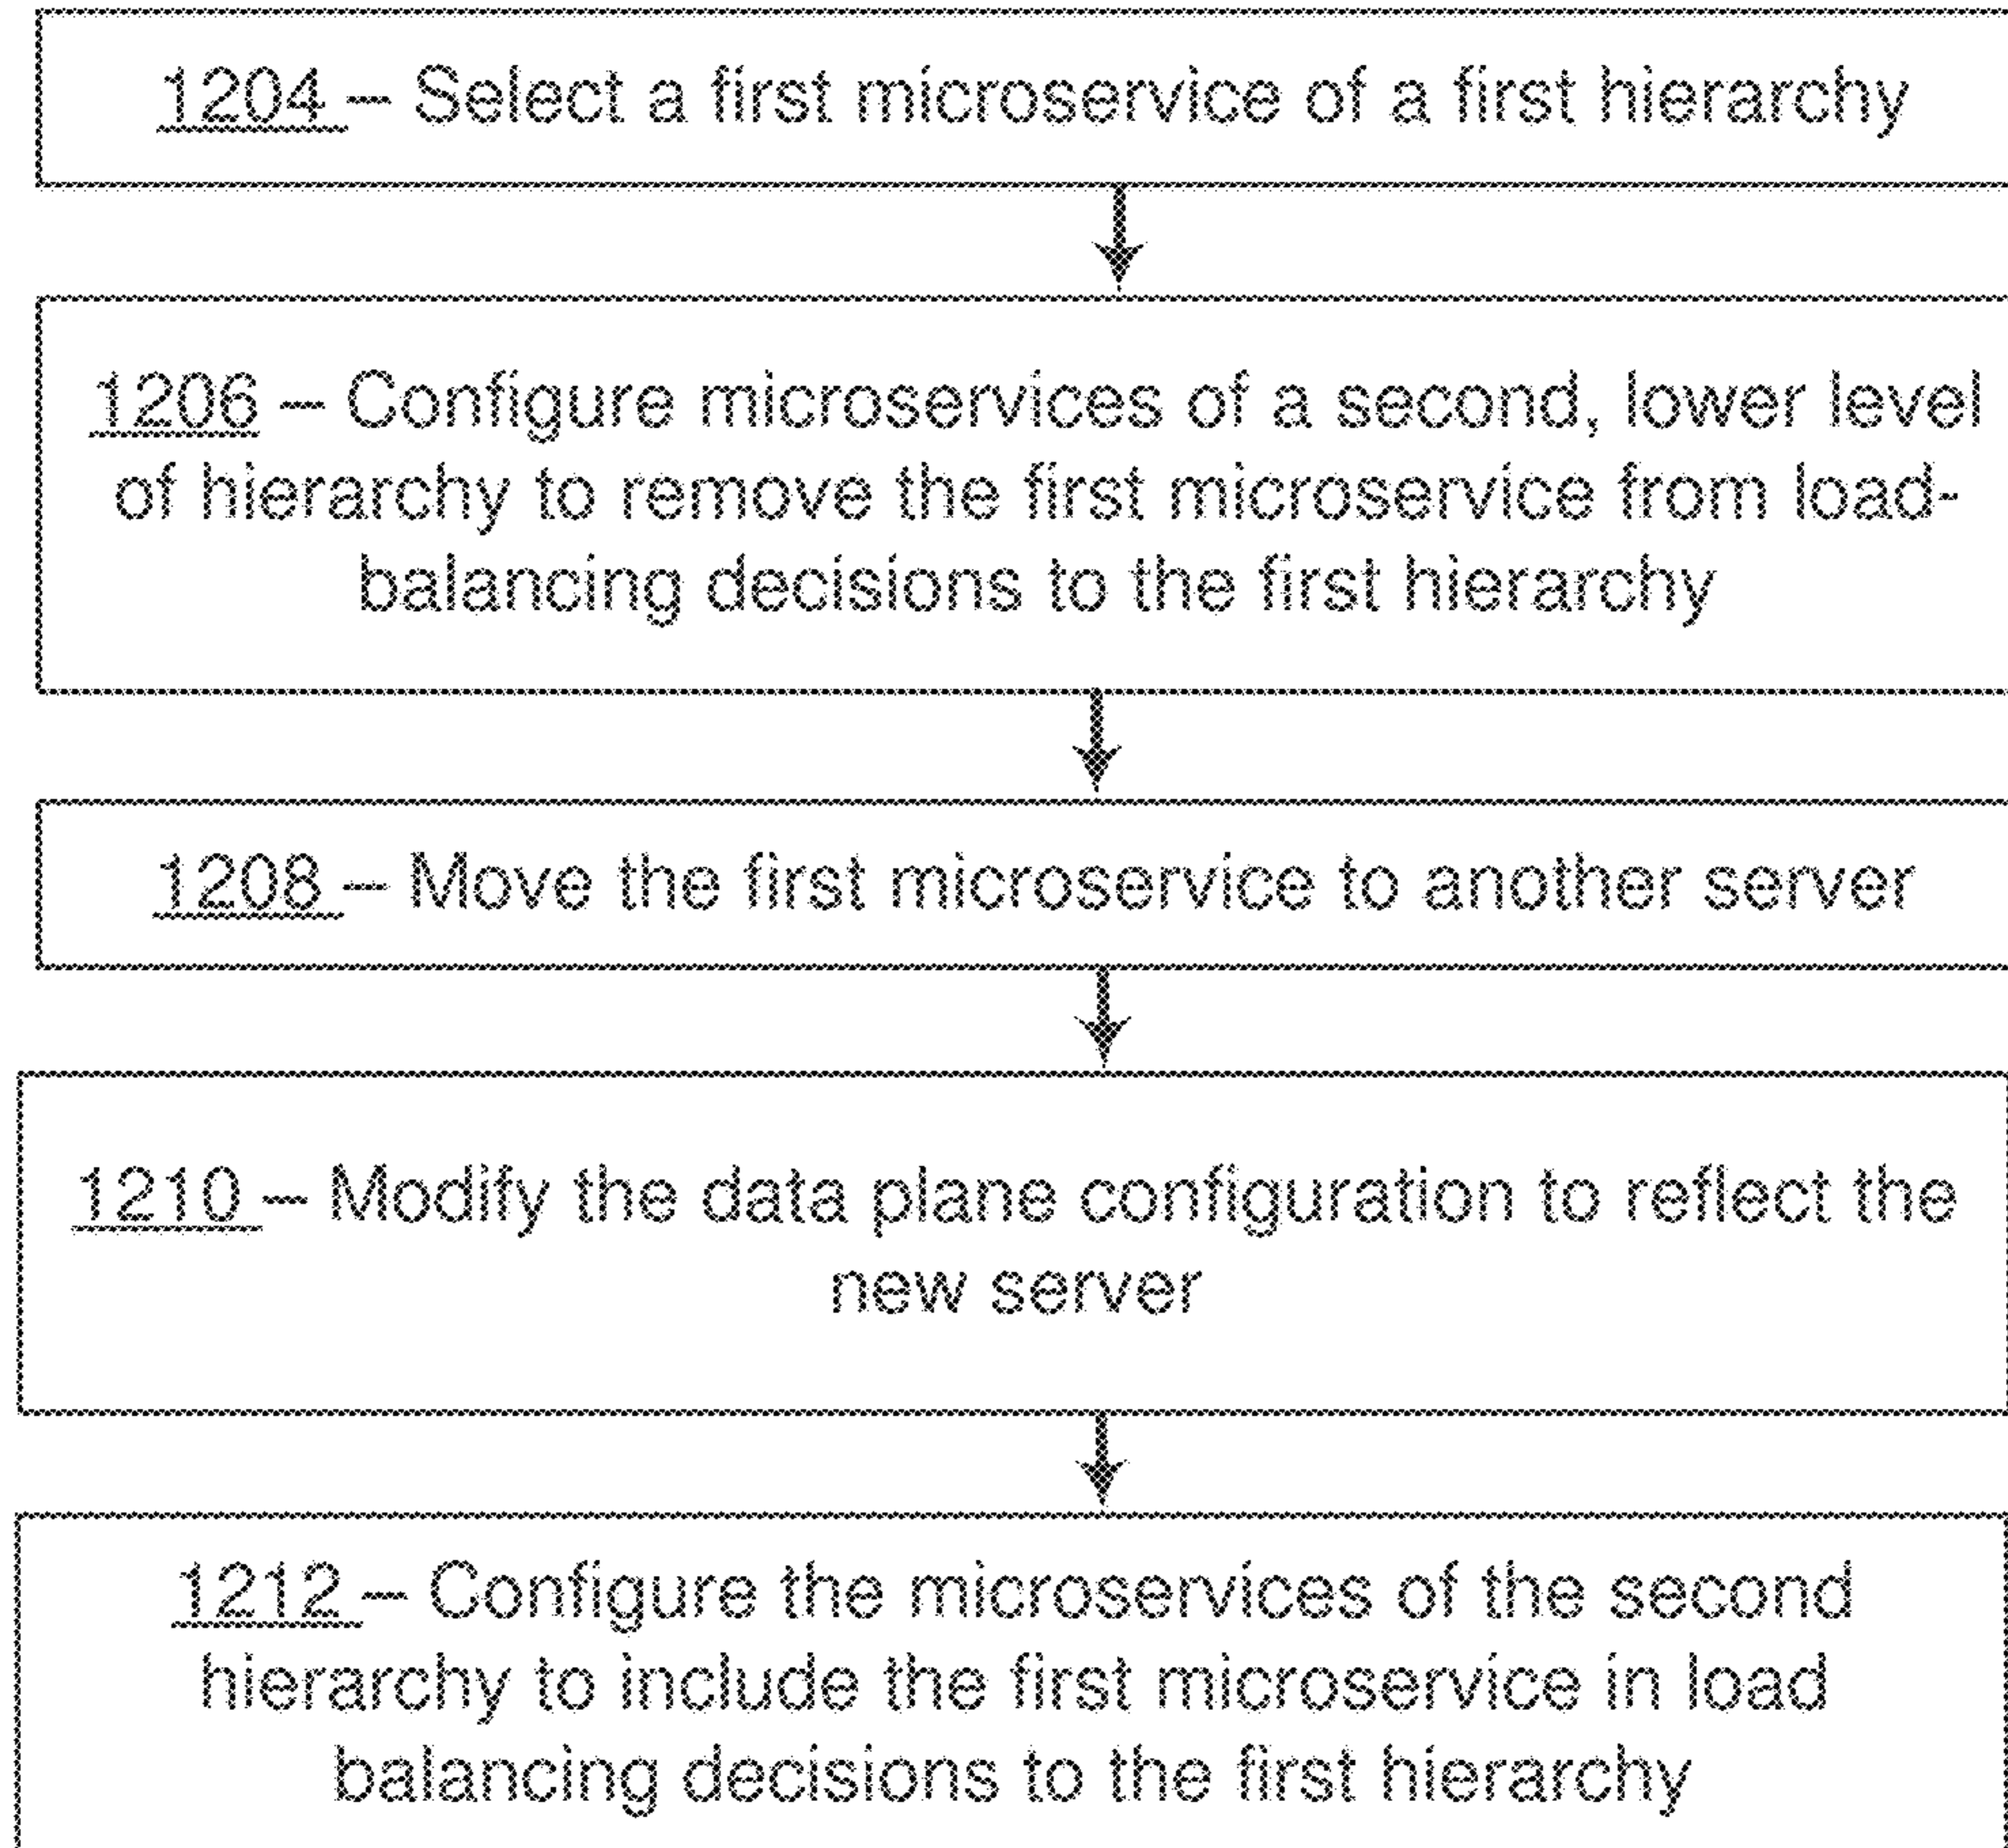 1204 – Select a first microservice of a first hierarchy
1206 – Configure microservices of a second, lower level
of hierarchy to remove the first microservice from load-
balancing decisions to the first hierarchy
1208 – Move the first microservice to another server
1210 – Modify the data plane configuration to reflect the
new server
1212 – Configure the microservices of the second
hierarchy to include the first microservice in load
balancing decisions to the first hierarchy